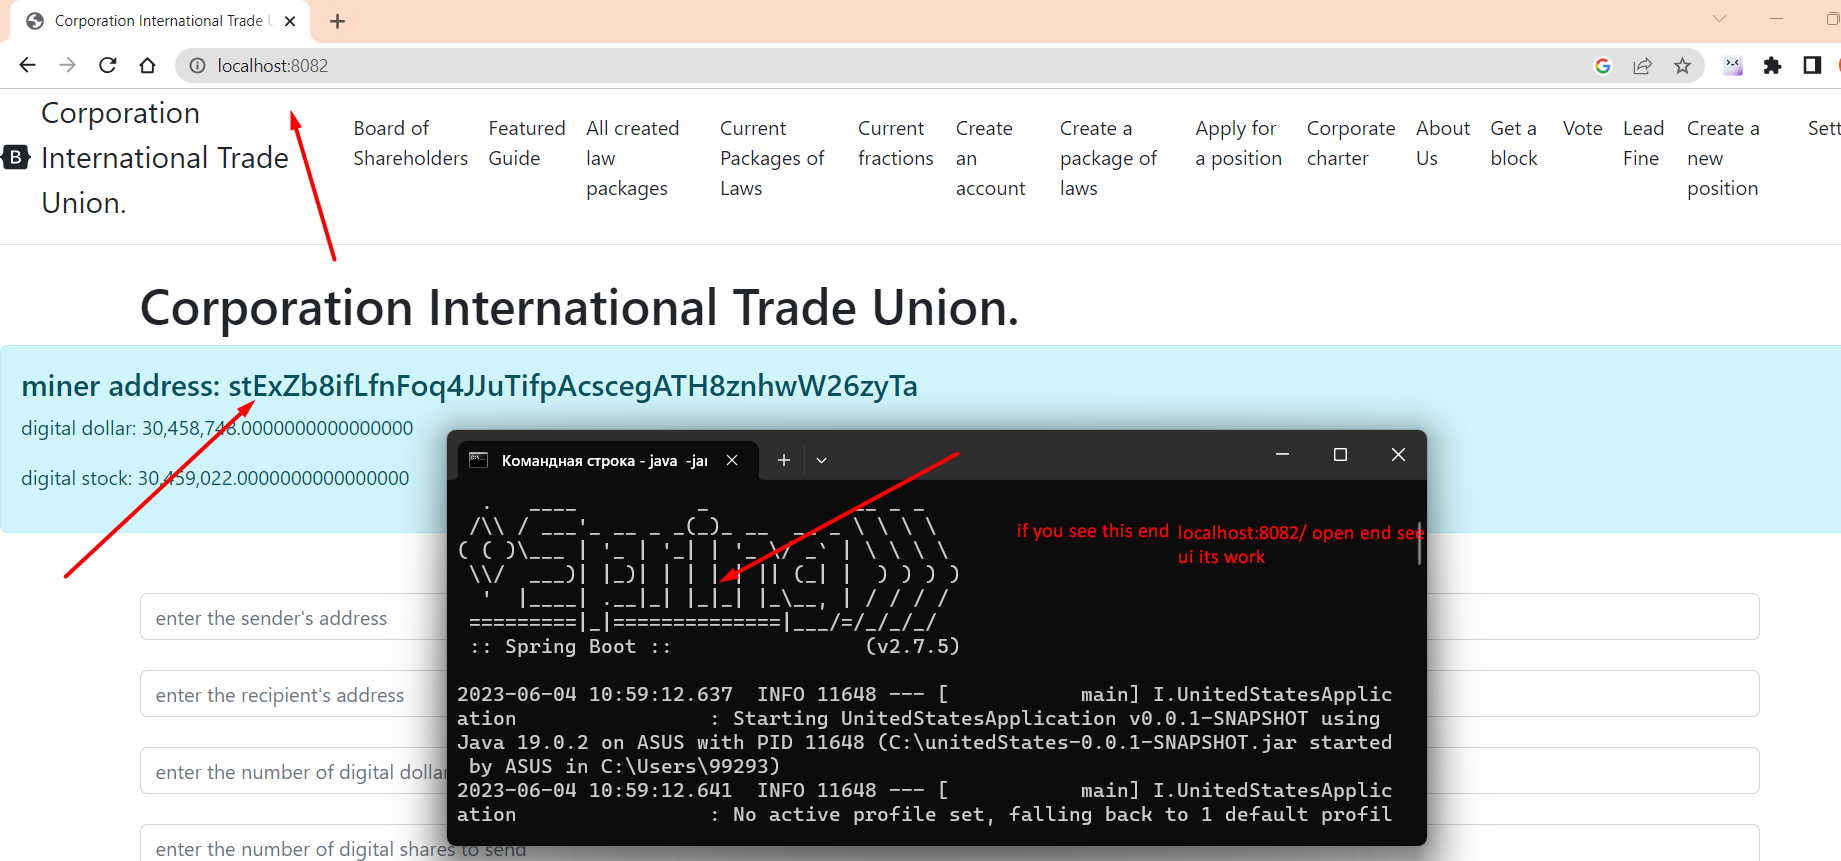 Corporation International Trade U
localhost:8082
Corporation
International Trade
Union.
B
Board of
Shareholders
Featured
Guide
All created
law
packages
Current
Packages of
Laws
Current
fractions
Create
an
account
Create a
package of
laws
Apply for
a position
Corporate
charter
About
Us
Get a
block
Vote
Lead
Fine
Create a
new
position
Sett
Corporation International Trade Union.
miner address: stExZb8ifLfnFoq4JJuTifpAcscegATH8znhwW26zyTa
digital dollar: 30,458,748.0000000000000000
digital stock: 30,459,022.0000000000000000
enter the sender's address
enter the recipient's address
enter the number of digital dollar
enter the number of digital shares to send
Командная строка - java  -jar
if you see this end
localhost:8082/ open end see
ui its work
:: Spring Boot ::                (v2.7.5)
2023-06-04 10:59:12.637  INFO 11648 --- [           main] I.UnitedStatesApplic
ation                : Starting UnitedStatesApplication v0.0.1-SNAPSHOT using
Java 19.0.2 on ASUS with PID 11648 (C:\unitedStates-0.0.1-SNAPSHOT.jar started
by ASUS in C:\Users\99293)
2023-06-04 10:59:12.641  INFO 11648 --- [           main] I.UnitedStatesApplic
ation                : No active profile set, falling back to 1 default profil